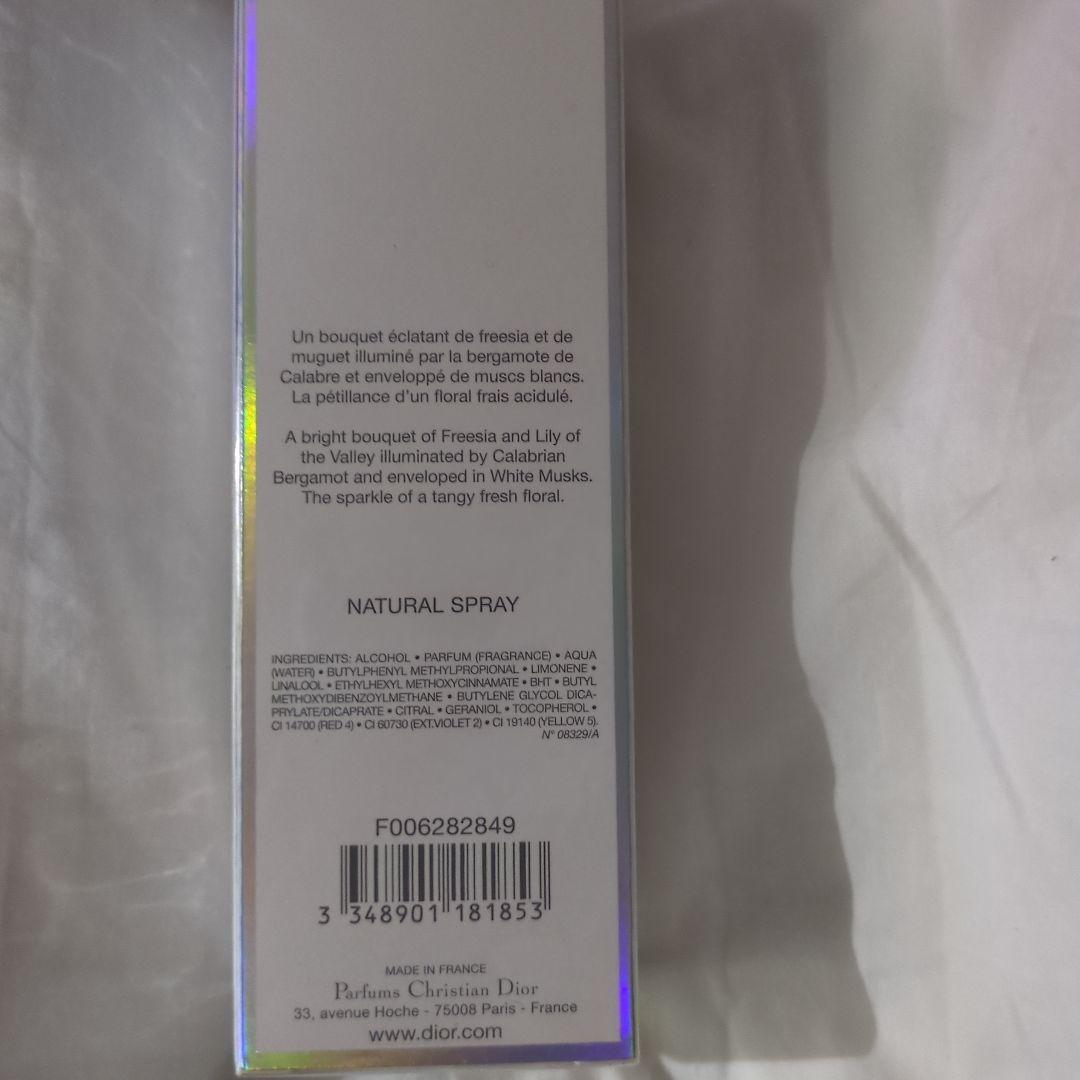 Un bouquet éclatant de freesia et de
muguet illuminé par la bergamote de
Calabre et enveloppé de muscs blancs.
La pétillance d'un floral frais acidulé.
A bright bouquet of Freesia and Lily of
the Valley illuminated by Calabrian
Bergamot and enveloped in White Musks.
The sparkle of a tangy fresh floral.
NATURAL SPRAY
INGREDIENTS: ALCOHOL • PARFUM (FRAGRANCE) • AQUA
(WATER) • BUTYLPHENYL METHYLPROPIONAL • LIMONENE •
LINALOOL • ETHYLHEXYL METHOXYCINNAMATE • BHT • BUTYL
METHOXYDIBENZOYLMETHANE • BUTYLENE GLYCOL DICA-
PRYLATE/DICAPRATE • CITRAL • GERANIOL • TOCOPHEROL •
CI 14700 (RED 4) • CI 60730 (EXT.VIOLET 2) • CI 19140 (YELLOW 5).
N° 08329/A
F006282849
3 348901 181853
MADE IN FRANCE
Parfums Christian Dior
33, avenue Hoche - 75008 Paris - France
www.dior.com